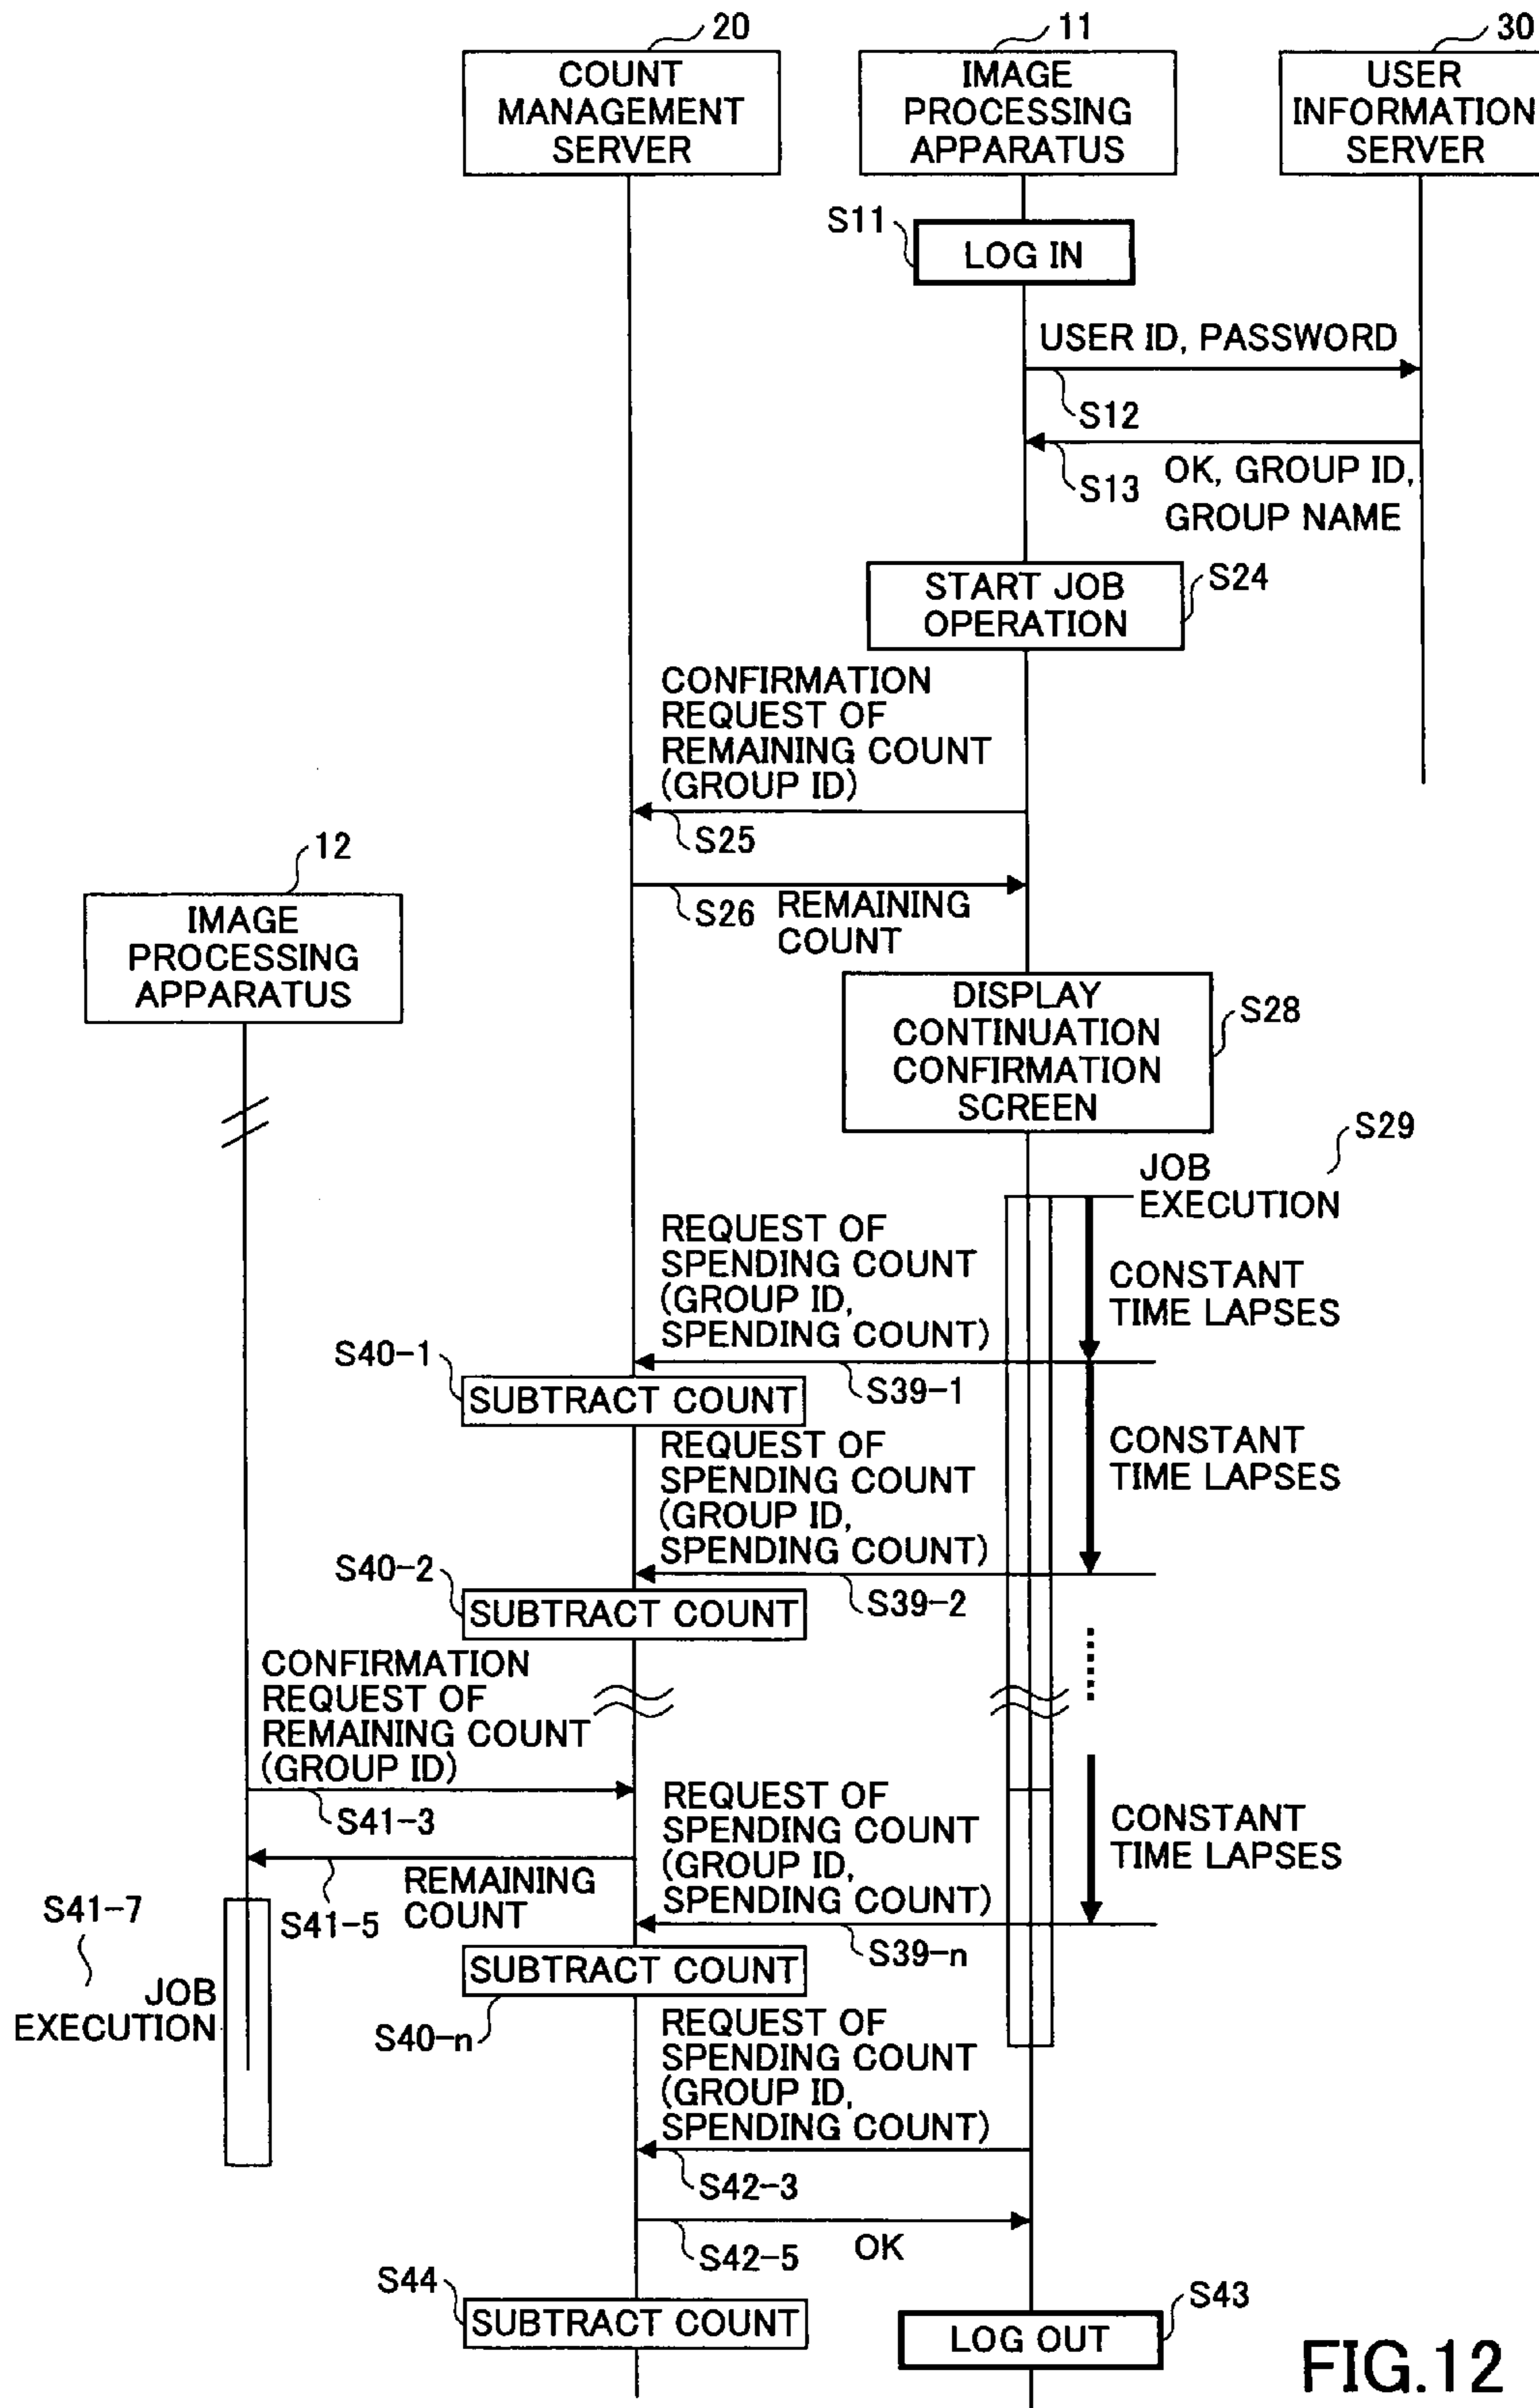 20
11
30
COUNT
MANAGEMENT
SERVER
IMAGE
PROCESSING
APPARATUS
USER
INFORMATION
SERVER
S11
LOG IN
USER ID, PASSWORD
S12
S13
OK, GROUP ID,
GROUP NAME
START JOB
OPERATION
S24
CONFIRMATION
REQUEST OF
REMAINING COUNT
(GROUP ID)
S25
12
IMAGE
PROCESSING
APPARATUS
S26
REMAINING
COUNT
DISPLAY
CONTINUATION
CONFIRMATION
SCREEN
S28
S29
JOB
EXECUTION
REQUEST OF
SPENDING COUNT
(GROUP ID,
SPENDING COUNT)
CONSTANT
TIME LAPSES
S40-1
S39-1
SUBTRACT COUNT
REQUEST OF
SPENDING COUNT
(GROUP ID,
SPENDING COUNT)
CONSTANT
TIME LAPSES
S40-2
S39-2
SUBTRACT COUNT
CONFIRMATION
REQUEST OF
REMAINING COUNT
(GROUP ID)
S41-3
REQUEST OF
SPENDING COUNT
(GROUP ID,
SPENDING COUNT)
CONSTANT
TIME LAPSES
REMAINING
COUNT
S41-5
S41-7
JOB
EXECUTION
S39-n
SUBTRACT COUNT
S40-n
REQUEST OF
SPENDING COUNT
(GROUP ID,
SPENDING COUNT)
S42-3
S42-5
OK
S44
SUBTRACT COUNT
S43
LOG OUT
FIG.12